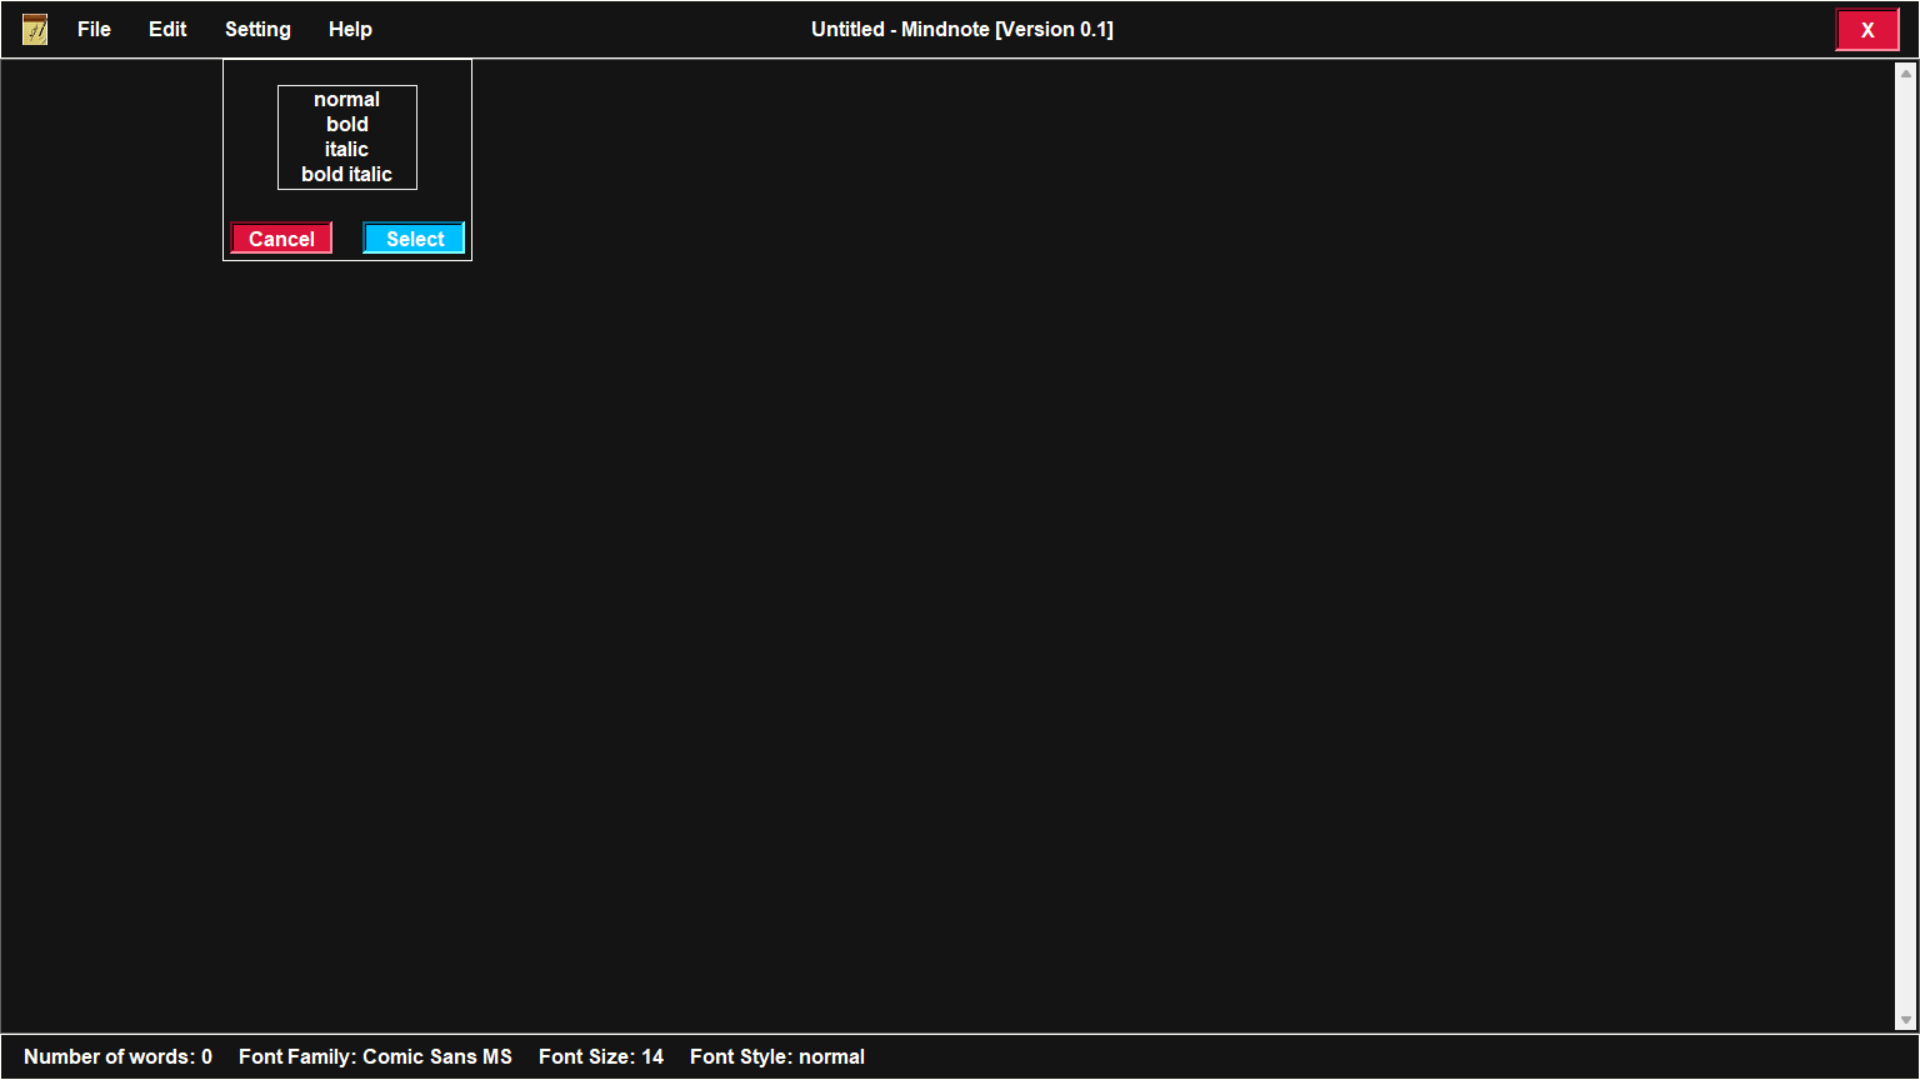 File Edit Setting Help Untitled - Mindnote [Version 0.1] X
normal
bold
italic
bold italic
Cancel Select
Number of words: 0 Font Family: Comic Sans MS Font Size: 14 Font Style: normal